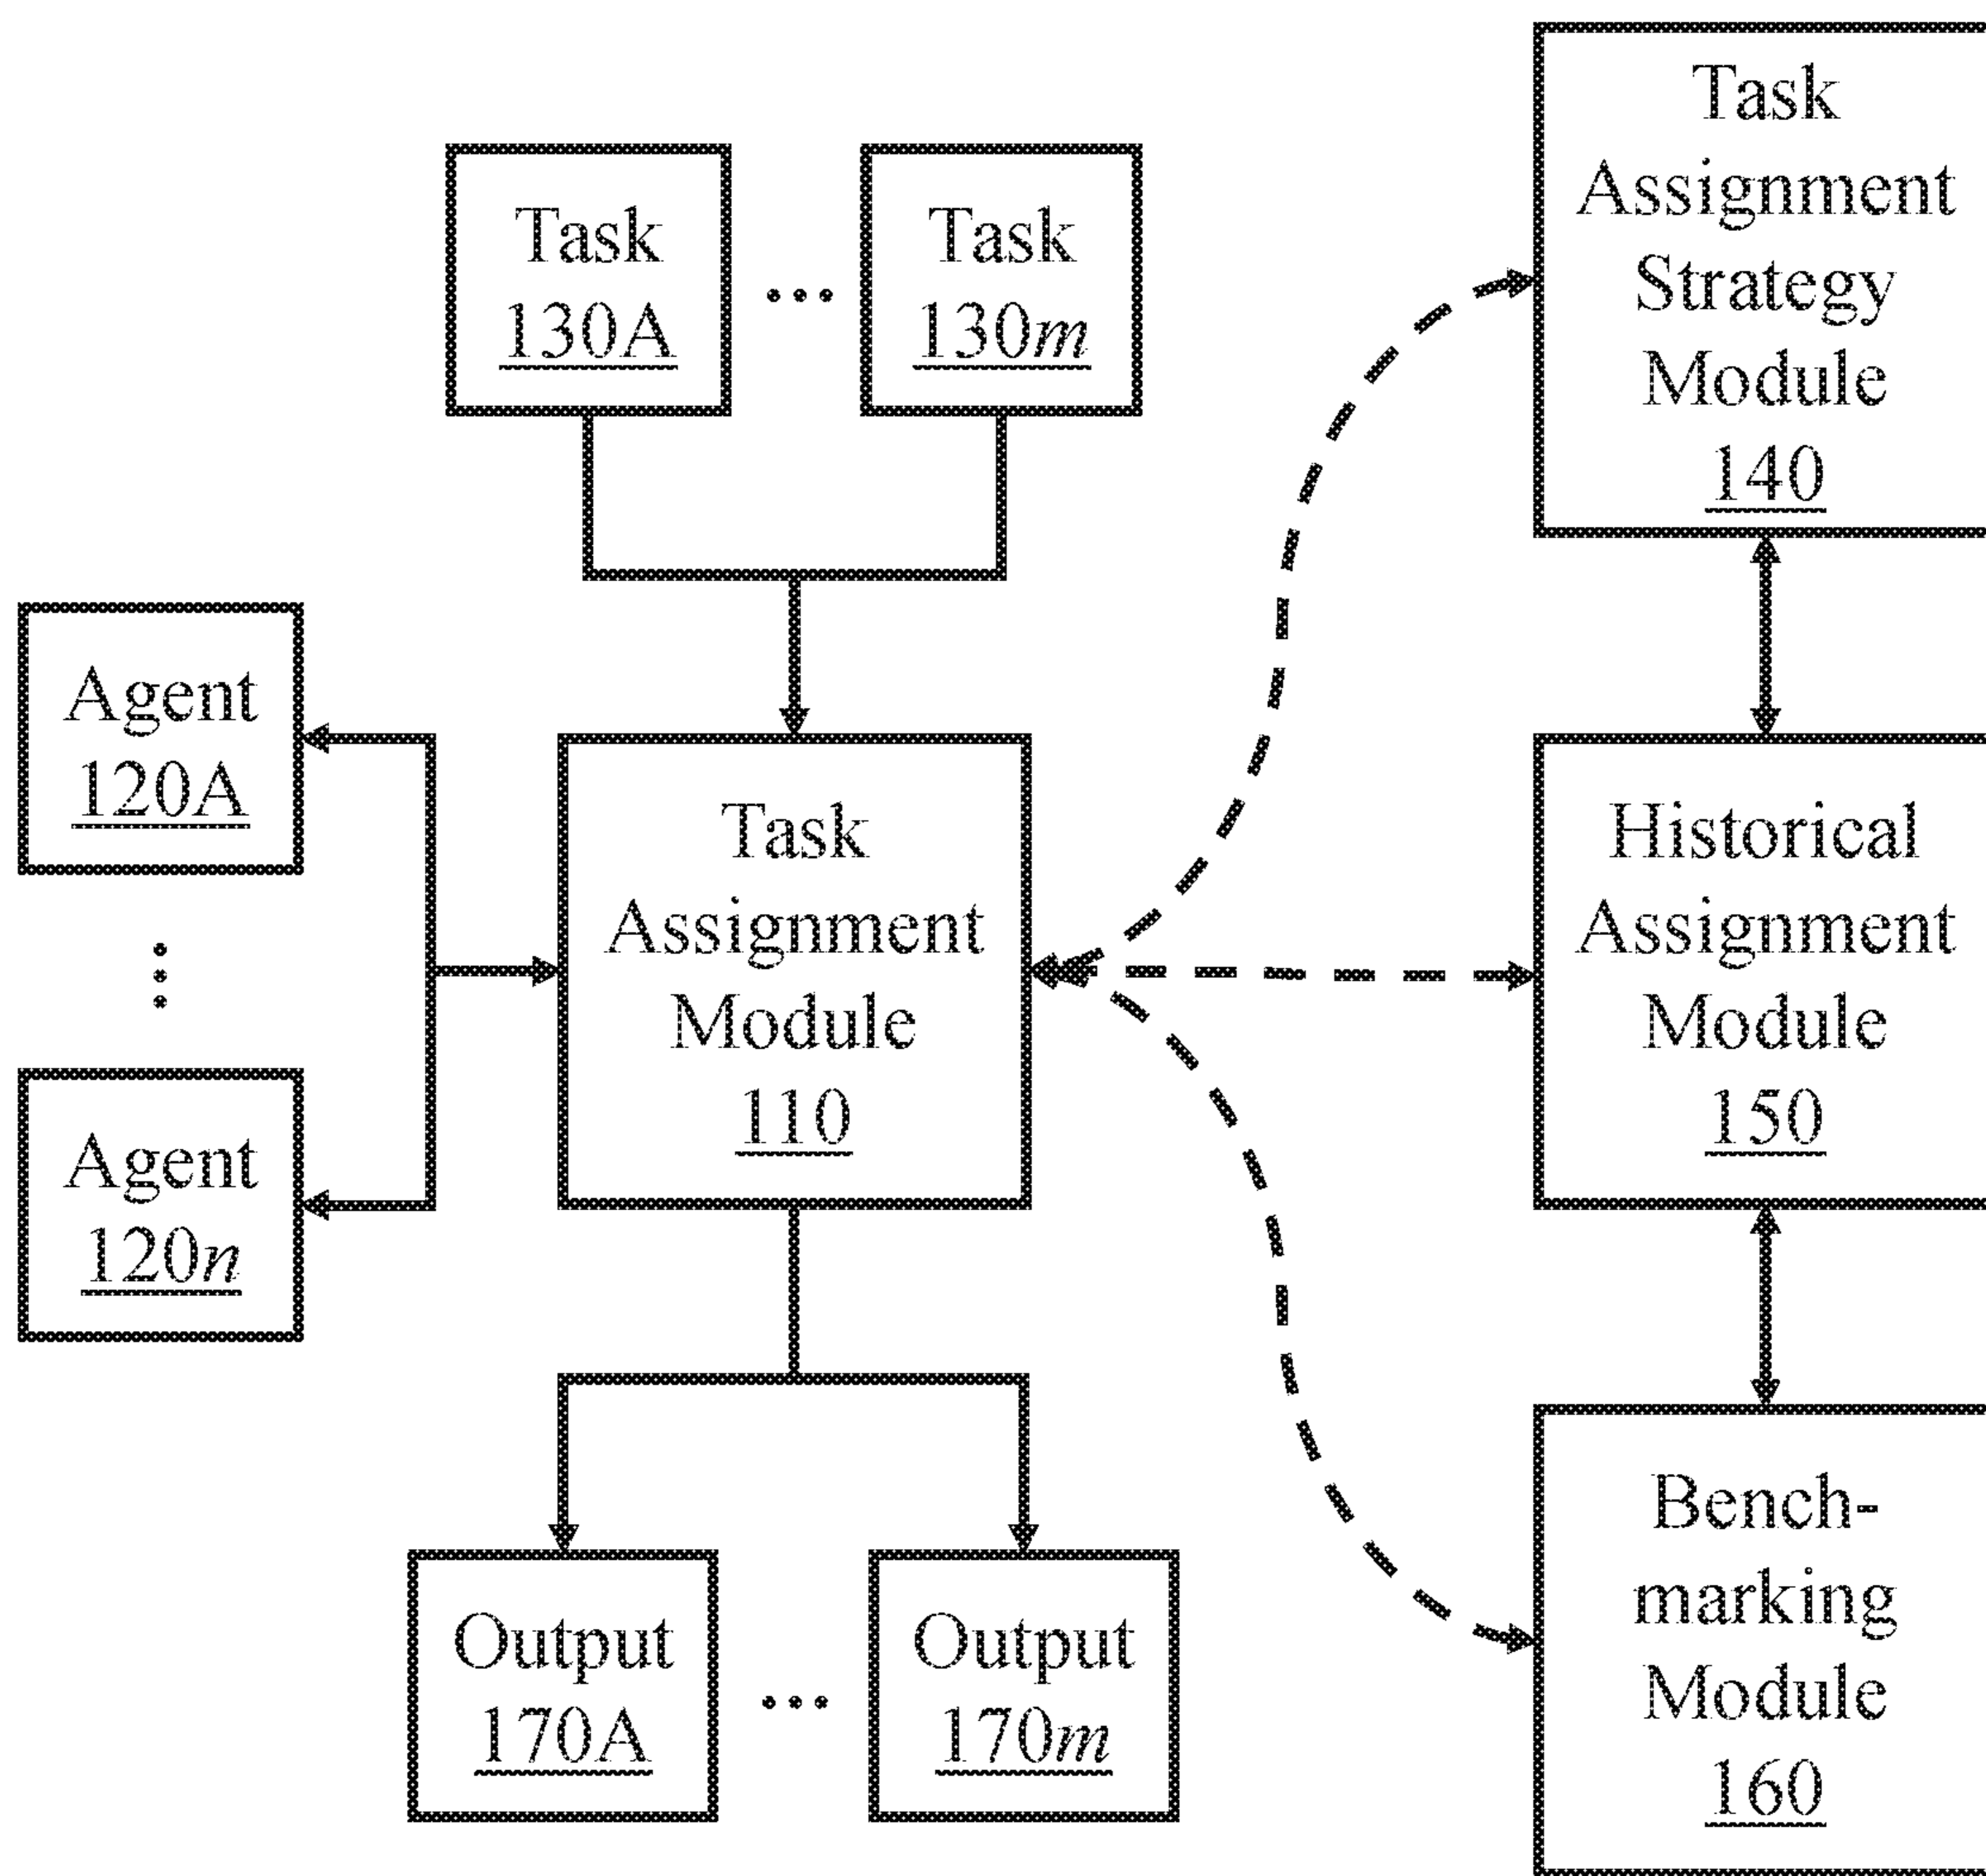 Task
130A
Task
130m
Task
Assignment
Strategy
Module
140
Agent
120A
Agent
120n
Task
Assignment
Module
110
Historical
Assignment
Module
150
Output
170A
Output
170m
Bench-
marking
Module
160